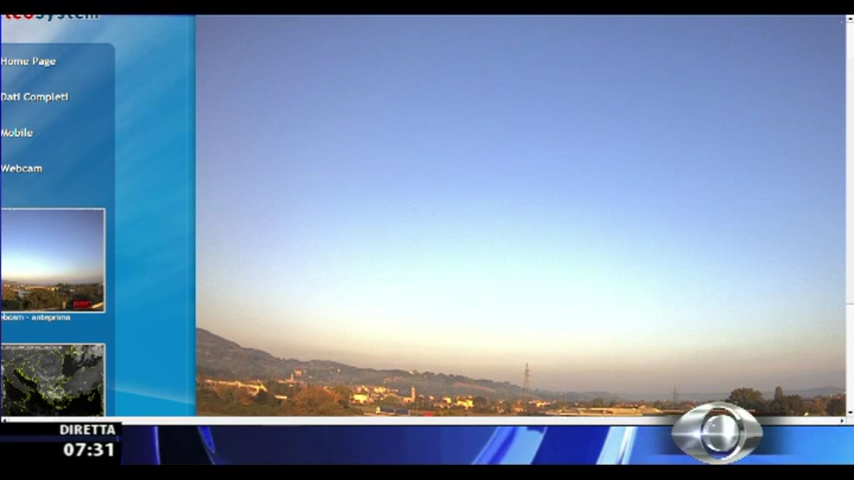 Home Page
Dati Completi
Mobile
Webcam
ebcam - anteprima
DIRETTA
07:31